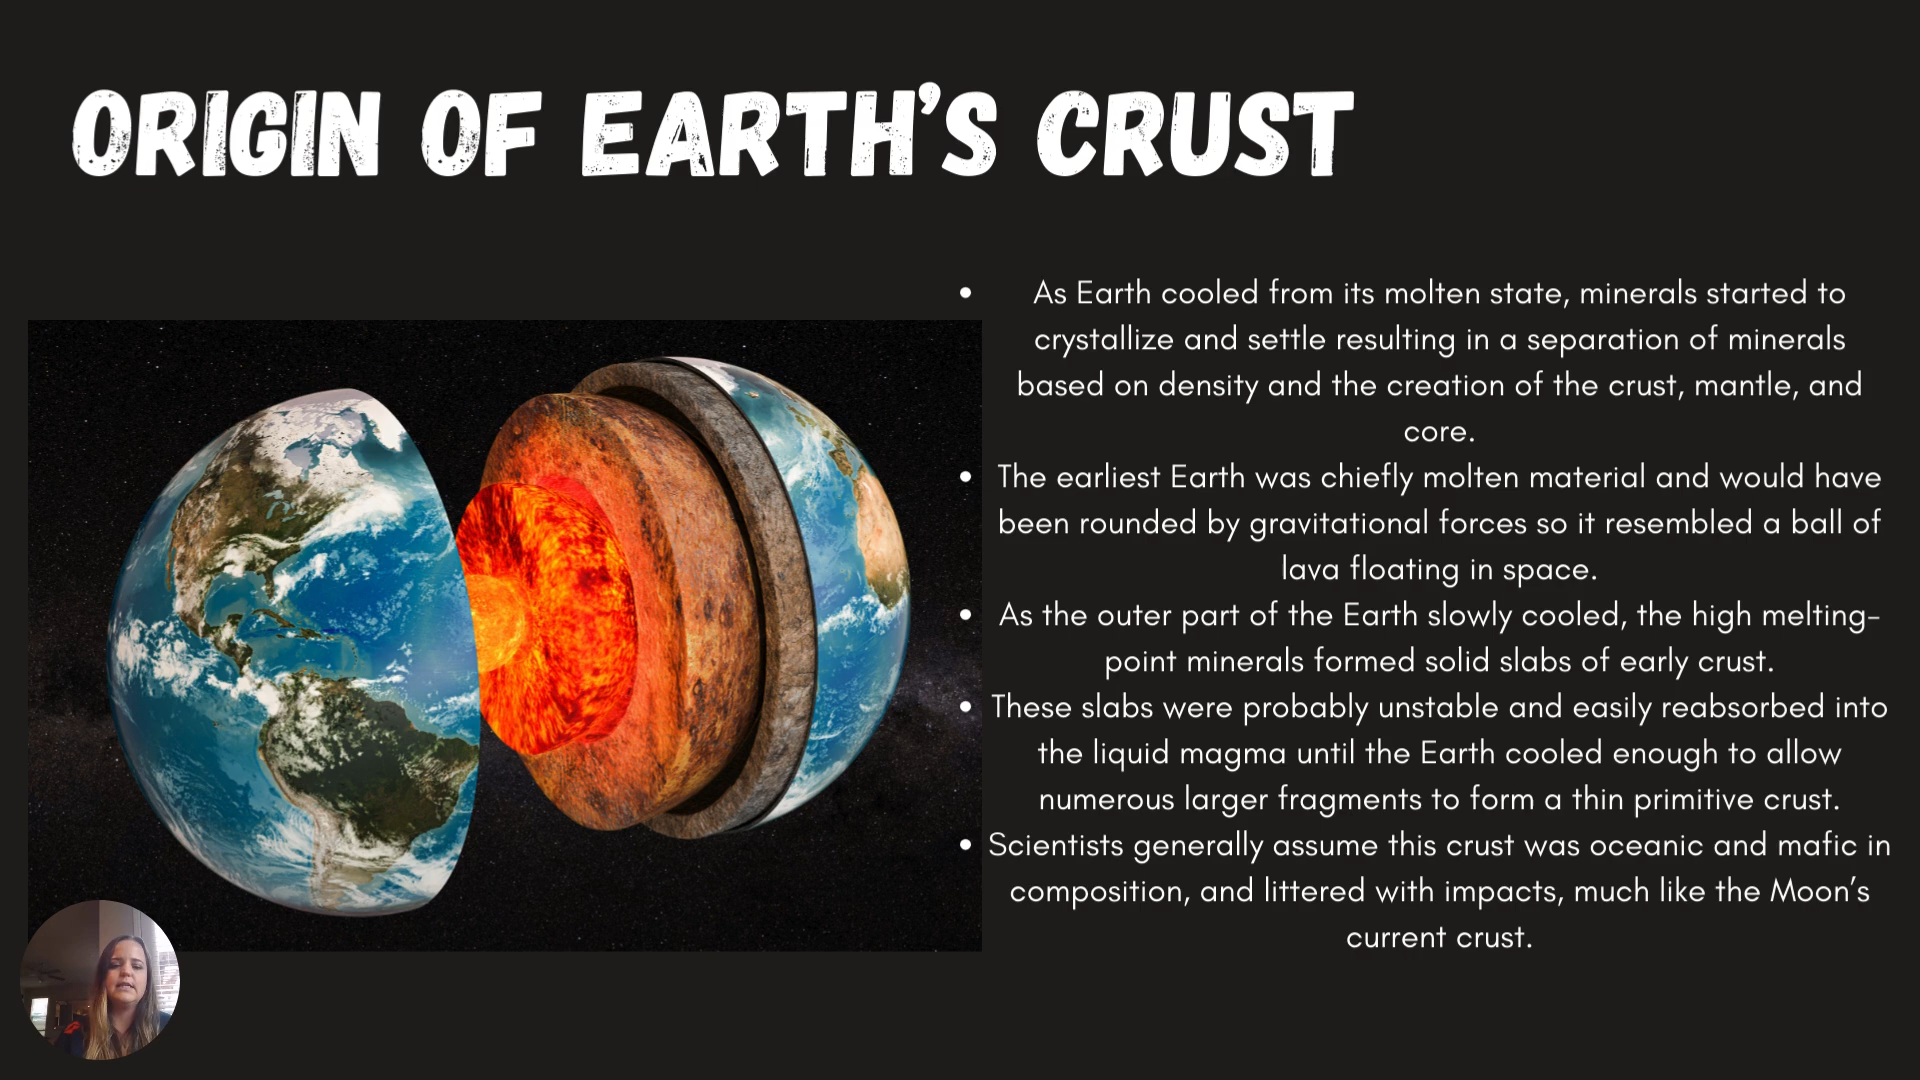 ORIGIN OF EARTH'S CRUST
• As Earth cooled from its molten state, minerals started to
crystallize and settle resulting in a separation of minerals
based on density and the creation of the crust, mantle, and
core.
• The earliest Earth was chiefly molten material and would have
been rounded by gravitational forces so it resembled a ball of
lava floating in space.
• As the outer part of the Earth slowly cooled, the high melting-
point minerals formed solid slabs of early crust.
• These slabs were probably unstable and easily reabsorbed into
the liquid magma until the Earth cooled enough to allow
numerous larger fragments to form a thin primitive crust.
• Scientists generally assume this crust was oceanic and mafic in
composition, and littered with impacts, much like the Moon's
current crust.